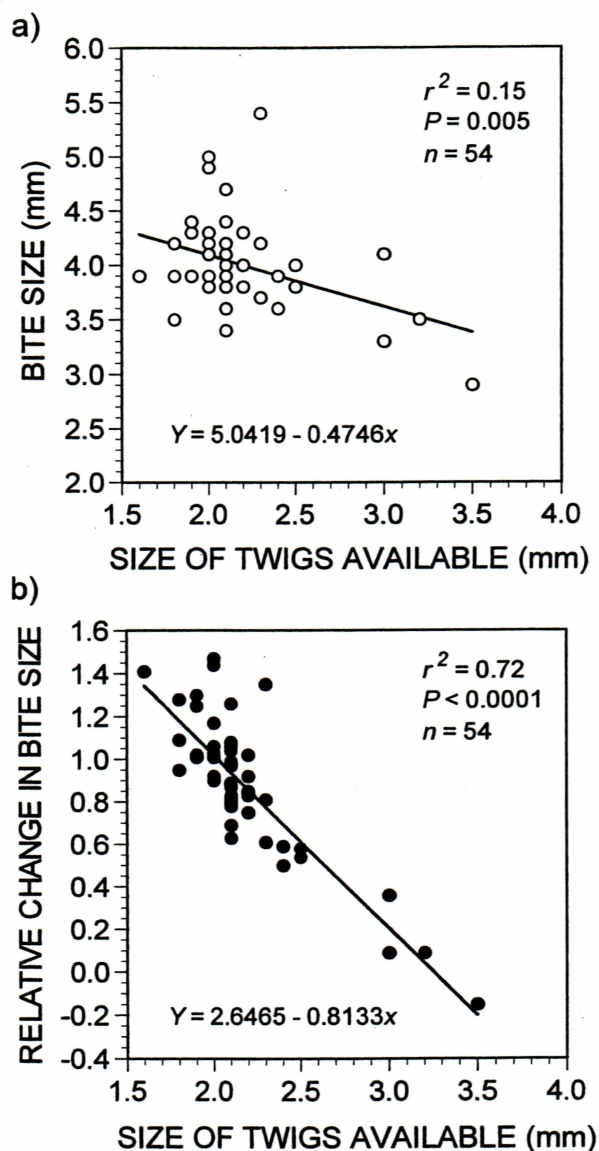 a)
6.0
5.5
5.0
4.5
4.0
3.5
3.0
2.5
2.0
BITE SIZE (mm)
r² = 0.15
P = 0.005
n = 54
Y = 5.0419 - 0.4746x
1.5 2.0 2.5 3.0 3.5 4.0
SIZE OF TWIGS AVAILABLE (mm)
b)
1.6
1.4
1.2
1.0
0.8
0.6
0.4
0.2
0.0
-0.2
-0.4
RELATIVE CHANGE IN BITE SIZE
r² = 0.72
P < 0.0001
n = 54
Y = 2.6465 - 0.8133x
1.5 2.0 2.5 3.0 3.5 4.0
SIZE OF TWIGS AVAILABLE (mm)